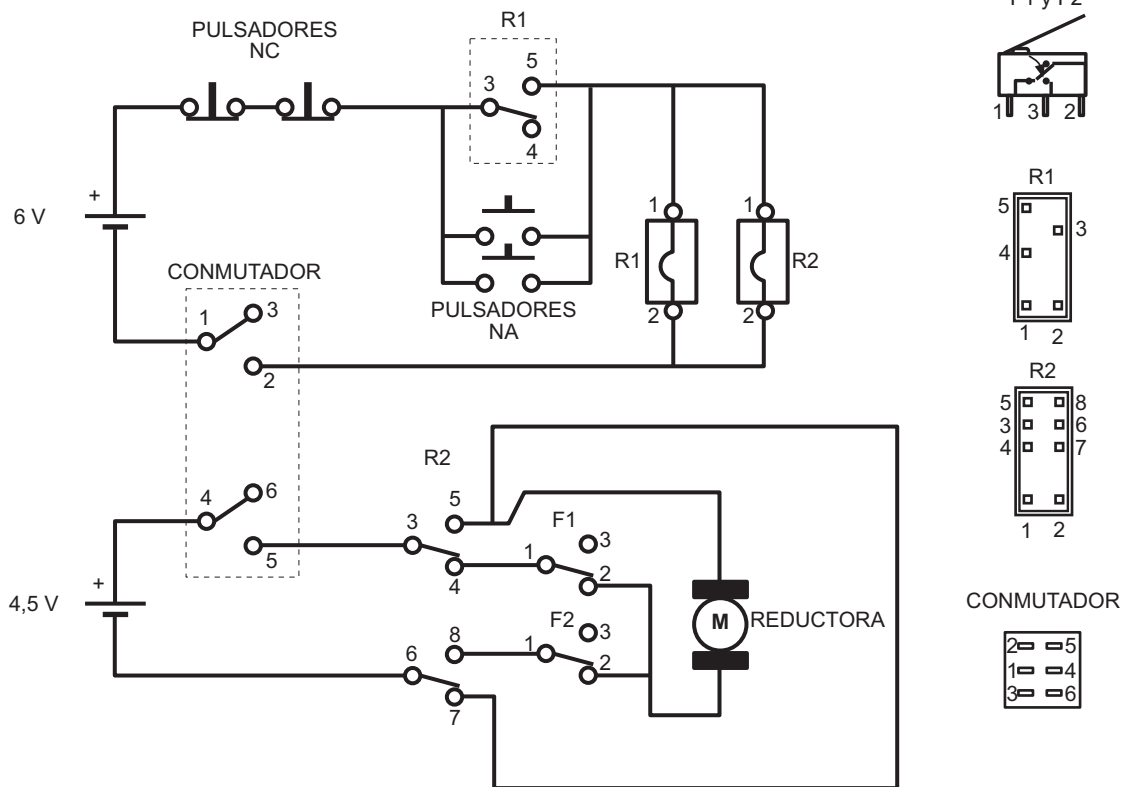 F1 y F2
PULSADORES
NC
R1
5
3
4
1 3 2
+
6 V
R1
5
3
4
1 2
CONMUTADOR
1
3
2
PULSADORES
NA
1
R1
2
1
R2
2
R2
5 8
3 6
4 7
1 2
4
6
5
R2
5
3
4
F1
3
1
2
+
4,5 V
F2
3
1
2
8
6
7
M
REDUCTORA
CONMUTADOR
2 5
1 4
3 6